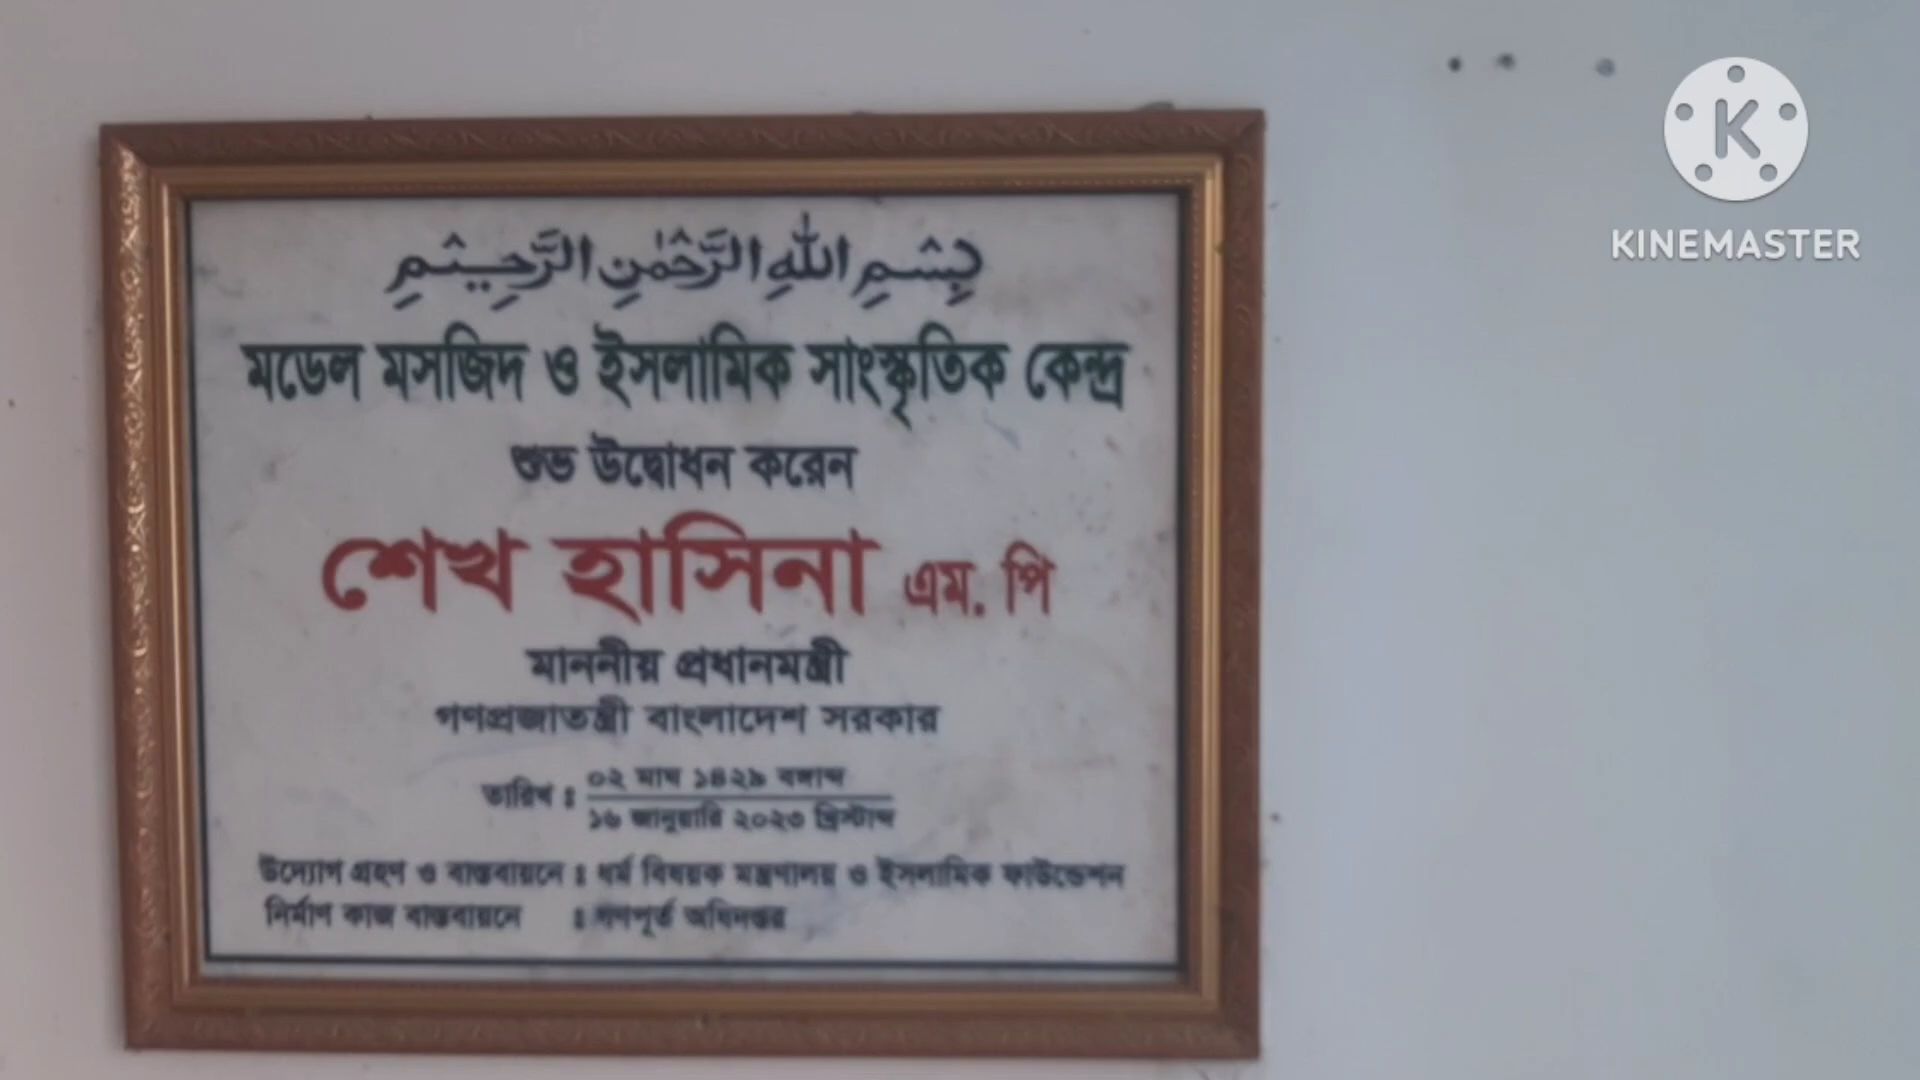 بِسْمِ اللهِ الرَّحْمٰنِ الرَّحِيْمِ
মডেল মসজিদ ও ইসলামিক সাংস্কৃতিক কেন্দ্র
শুভ উদ্বোধন করেন
শেখ হাসিনা এম. পি
মাননীয় প্রধানমন্ত্রী
গণপ্রজাতন্ত্রী বাংলাদেশ সরকার
তারিখ : ০২ মাঘ ১৪২৯ বঙ্গাব্দ
১৬ জানুয়ারি ২০২৩ খ্রিস্টাব্দ
উদ্যোগ গ্রহণ ও বাস্তবায়নে : ধর্ম বিষয়ক মন্ত্রণালয় ও ইসলামিক ফাউন্ডেশন
নির্মাণ কাজ বাস্তবায়নে : গণপূর্ত অধিদপ্তর
K
KINEMASTER